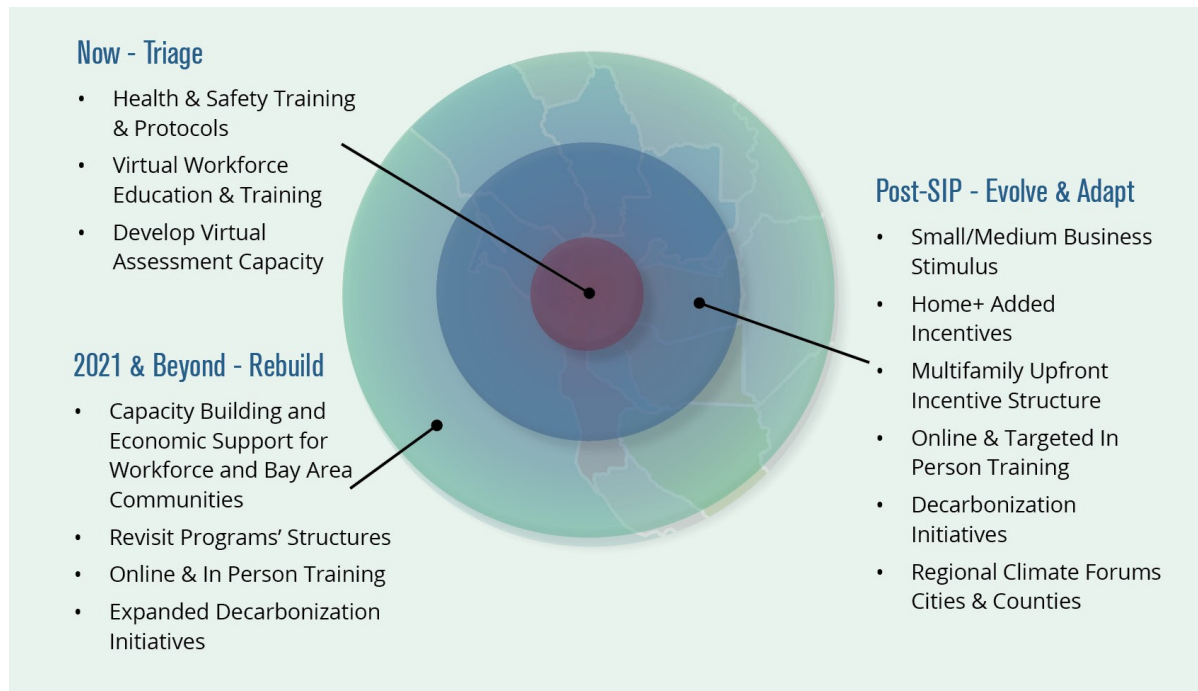 Now - Triage
• Health & Safety Training
& Protocols
• Virtual Workforce
Education & Training
• Develop Virtual
Assessment Capacity
2021 & Beyond - Rebuild
• Capacity Building and
Economic Support for
Workforce and Bay Area
Communities
• Revisit Programs’ Structures
• Online & In Person Training
• Expanded Decarbonization
Initiatives
Post-SIP - Evolve & Adapt
• Small/Medium Business
Stimulus
• Home+ Added
Incentives
• Multifamily Upfront
Incentive Structure
• Online & Targeted In
Person Training
• Decarbonization
Initiatives
• Regional Climate Forums
Cities & Counties